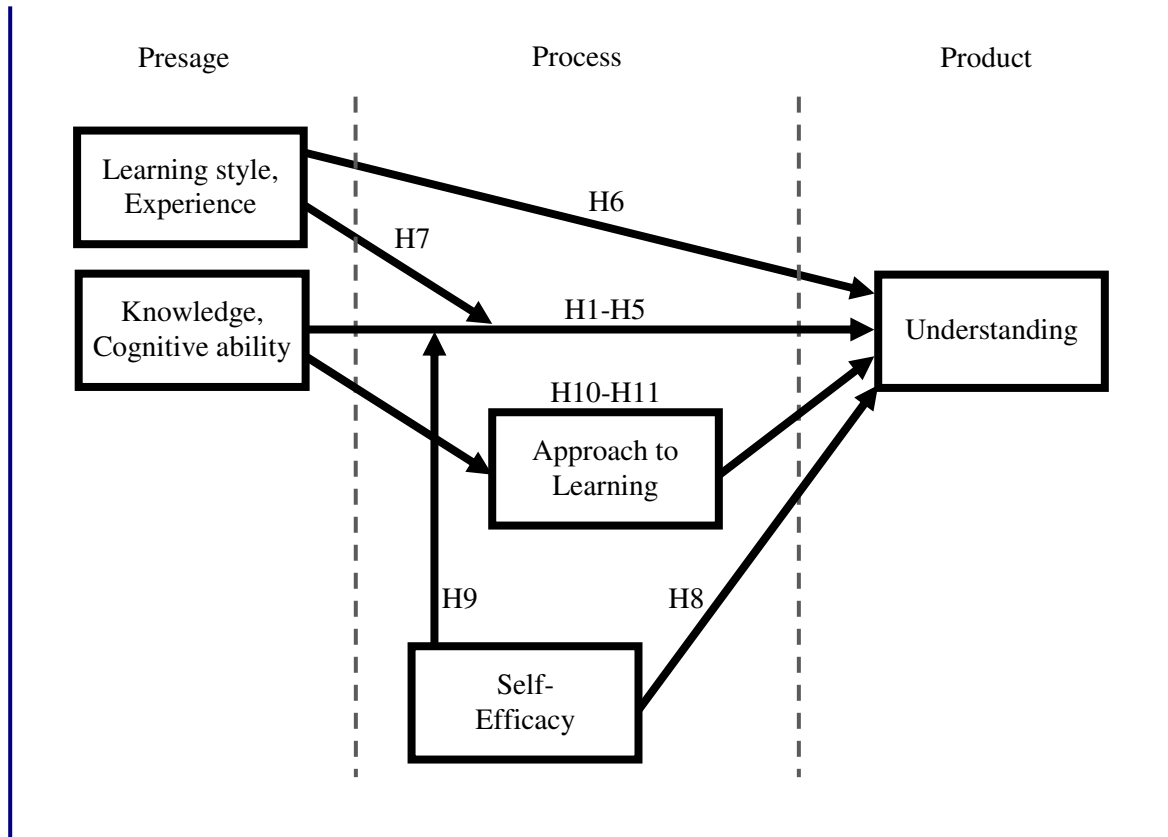 Presage
Process
Product
Learning style,
Experience
H6
H7
Knowledge,
Cognitive ability
H1-H5
Understanding
H10-H11
Approach to
Learning
H9
H8
Self-
Efficacy